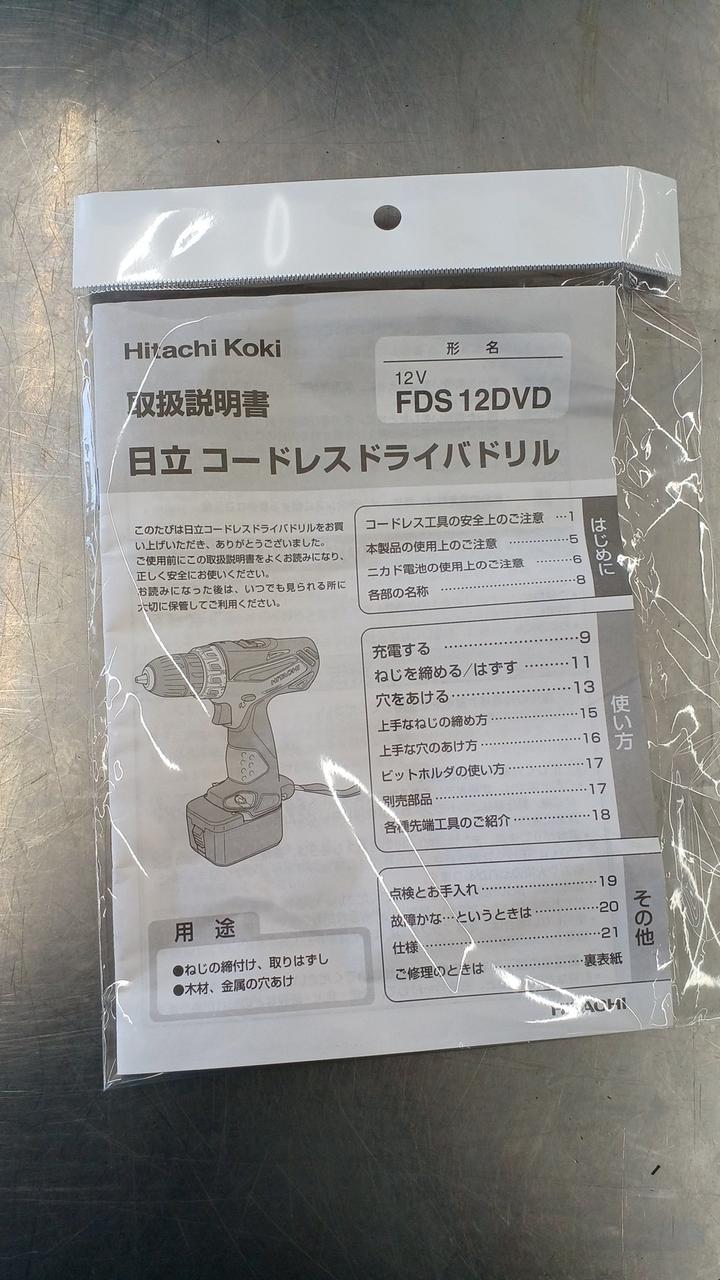 Hitachi Koki
形 名
12V
FDS 12DVD
取扱説明書
日立 コードレスドライバドリル
このたびは日立コードレスドライバドリルをお買
い上げいただき、ありがとうございました。
ご使用前にこの取扱説明書をよくお読みになり、
正しく安全にお使いください。
お読みになった後は、いつでも見られる所に
大切に保管してご利用ください。
はじめに
コードレス工具の安全上のご注意 …1
本製品の使用上のご注意 ……………5
ニカド電池の使用上のご注意 ………6
各部の名称 ……………………………8
使い方
充電する ………………………………9
ねじを締める/はずす ………11
穴をあける……………………13
上手なねじの締め方……………………15
上手な穴のあけ方………………………16
ビットホルダの使い方…………………17
別売部品…………………………………17
各種先端工具のご紹介…………………18
その他
点検とお手入れ…………………………19
故障かな…というときは………………20
仕様………………………………………21
ご修理のときは…………………裏表紙
HITACHI
用 途
●ねじの締付け、取りはずし
●木材、金属の穴あけ
HITACHI